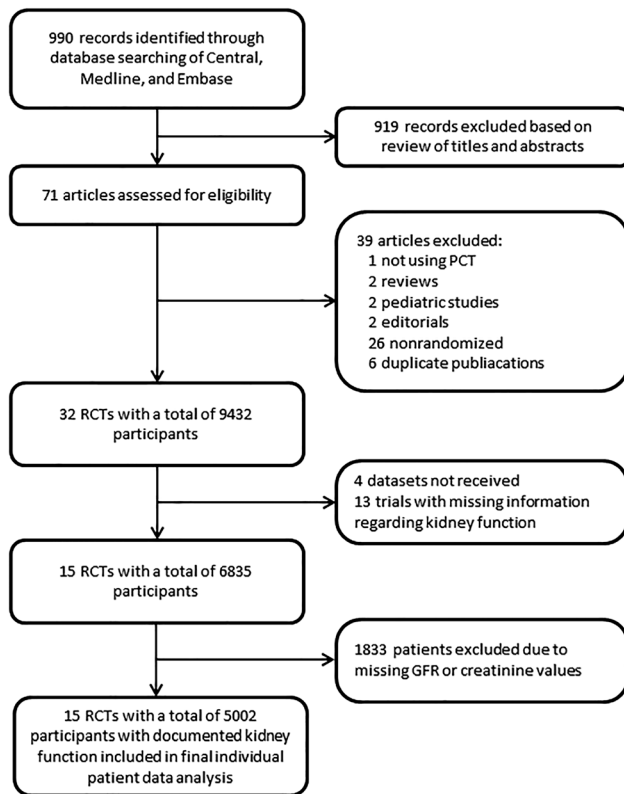 990 records identified through
database searching of Central,
Medline, and Embase
919 records excluded based on
review of titles and abstracts
71 articles assessed for eligibility
39 articles excluded:
1 not using PCT
2 reviews
2 pediatric studies
2 editorials
26 nonrandomized
6 duplicate publiacations
32 RCTs with a total of 9432
participants
4 datasets not received
13 trials with missing information
regarding kidney function
15 RCTs with a total of 6835
participants
1833 patients excluded due to
missing GFR or creatinine values
15 RCTs with a total of 5002
participants with documented kidney
function included in final individual
patient data analysis